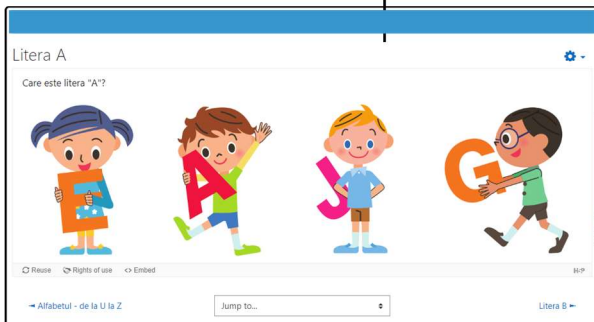 Litera A
Care este litera "A"?
E A J G
Reuse Rights of use <> Embed H-P
◄ Alfabetul - de la U la Z Jump to... Litera B ►